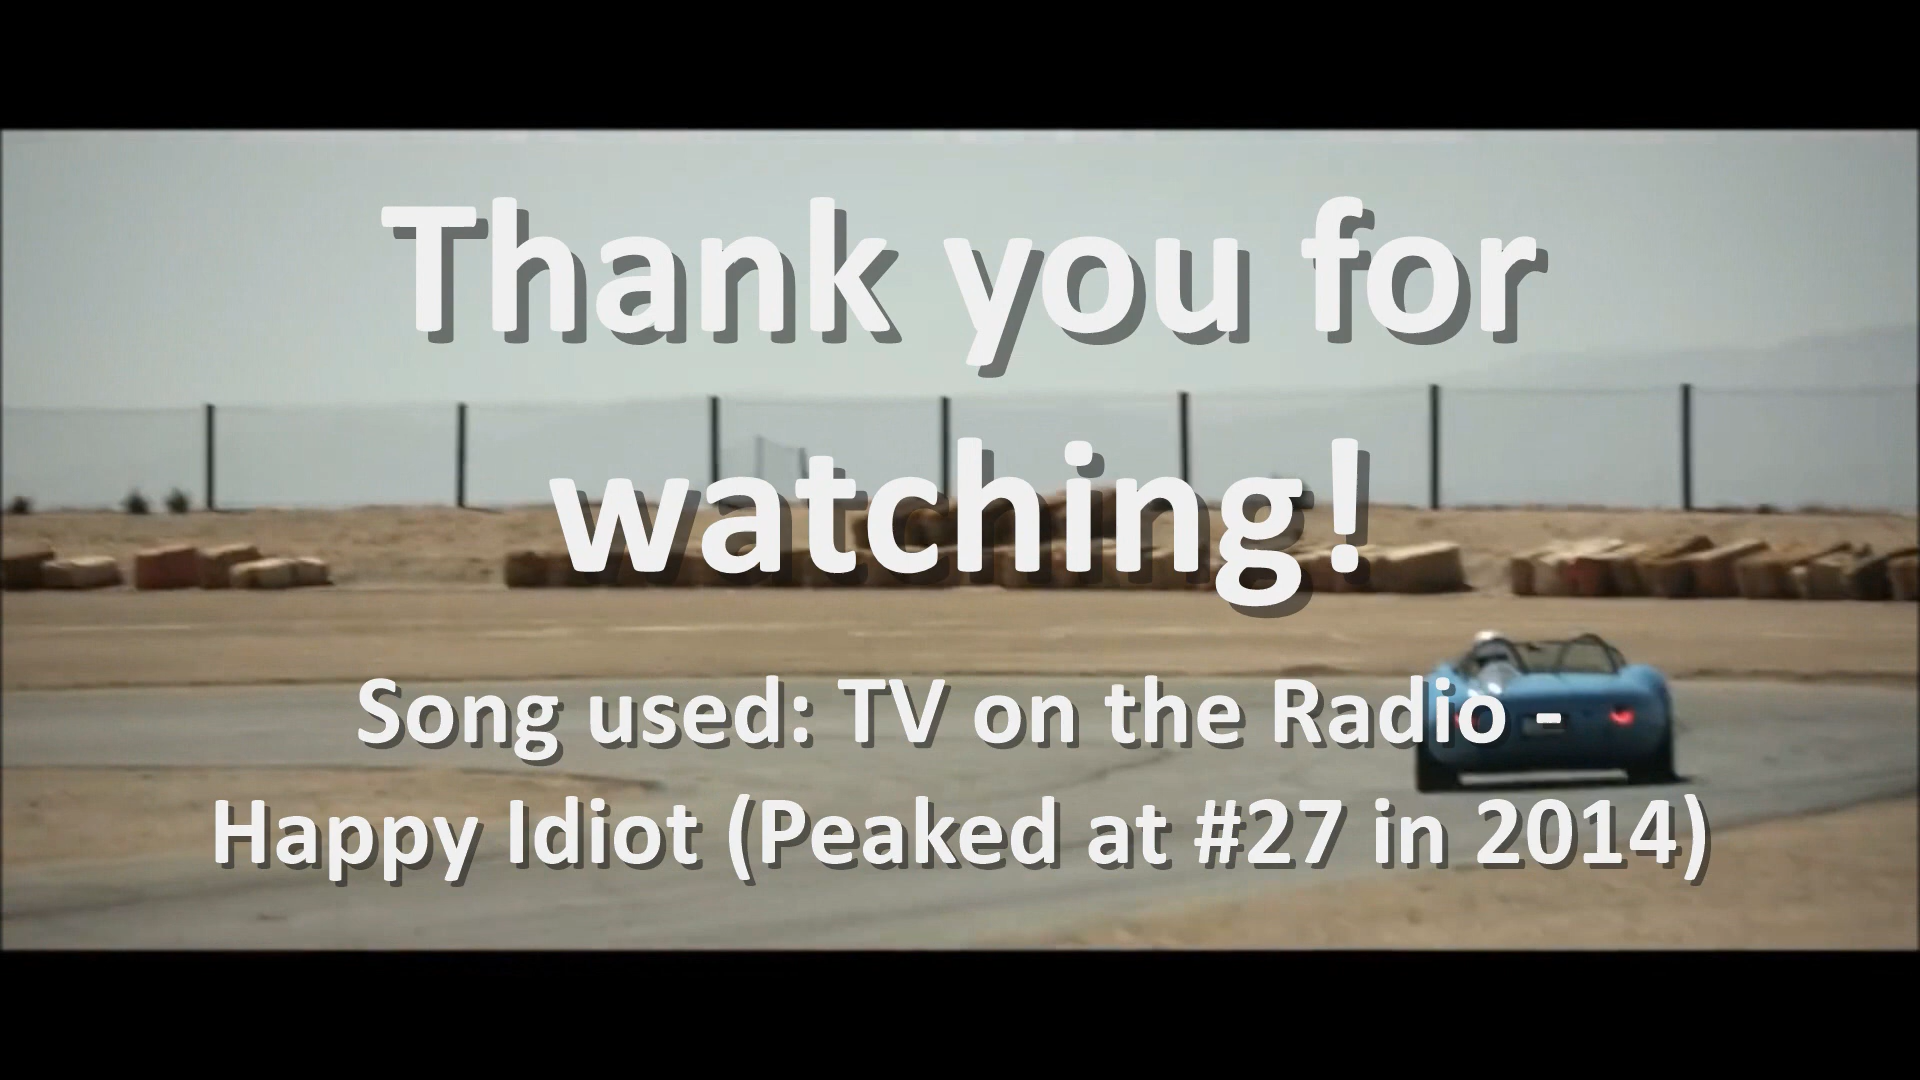 Thank you for
watching!
Song used: TV on the Radio -
Happy Idiot (Peaked at #27 in 2014)